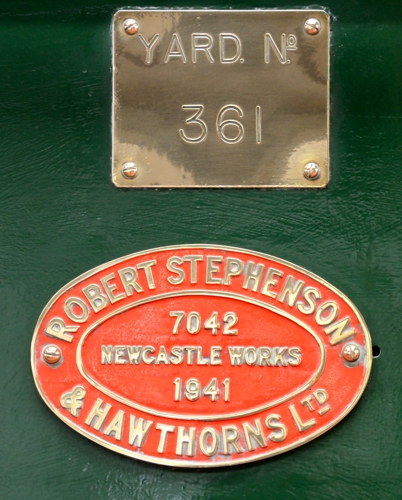 YARD. Nº
361
ROBERT STEPHENSON
7042
NEWCASTLE WORKS
1941
& HAWTHORNS LTD